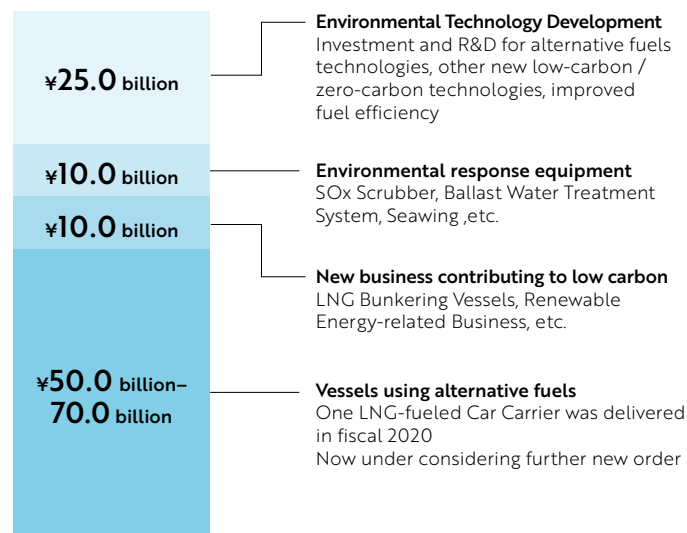 ¥25.0 billion
Environmental Technology Development
Investment and R&D for alternative fuels
technologies, other new low-carbon /
zero-carbon technologies, improved
fuel efficiency
¥10.0 billion
Environmental response equipment
SOx Scrubber, Ballast Water Treatment
System, Seawing ,etc.
¥10.0 billion
New business contributing to low carbon
LNG Bunkering Vessels, Renewable
Energy-related Business, etc.
¥50.0 billion–
70.0 billion
Vessels using alternative fuels
One LNG-fueled Car Carrier was delivered
in fiscal 2020
Now under considering further new order